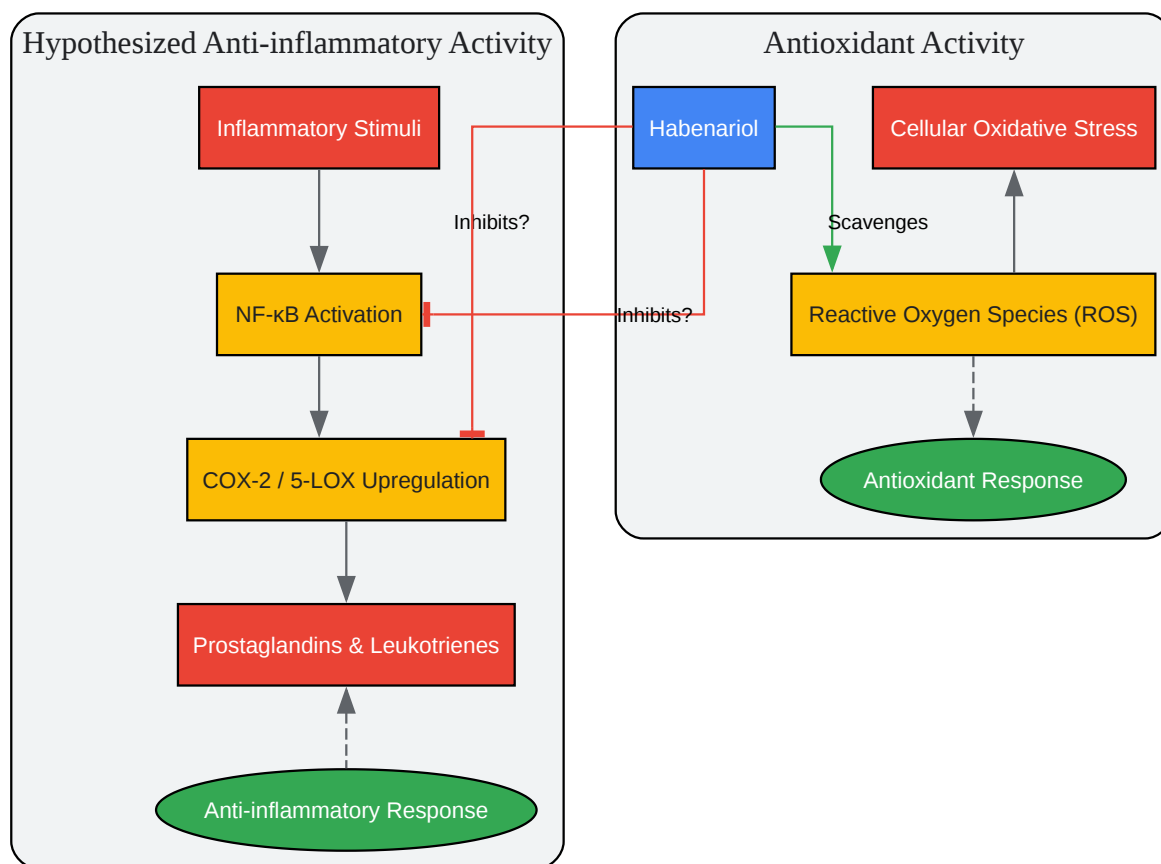 Hypothesized Anti-inflammatory Activity
Inflammatory Stimuli
Inhibits?
NF-κB Activation
Inhibits?
COX-2 / 5-LOX Upregulation
Prostaglandins & Leukotrienes
Anti-inflammatory Response
Antioxidant Activity
Habenariol
Cellular Oxidative Stress
Scavenges
Reactive Oxygen Species (ROS)
Antioxidant Response